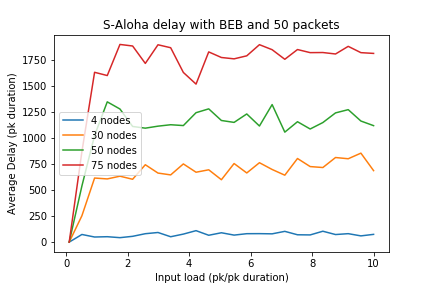 S-Aloha delay with BEB and 50 packets
Average Delay (pk duration)
1750
1500
1250
1000
750
500
250
0
4 nodes
30 nodes
50 nodes
75 nodes
0 2 4 6 8 10
Input load (pk/pk duration)